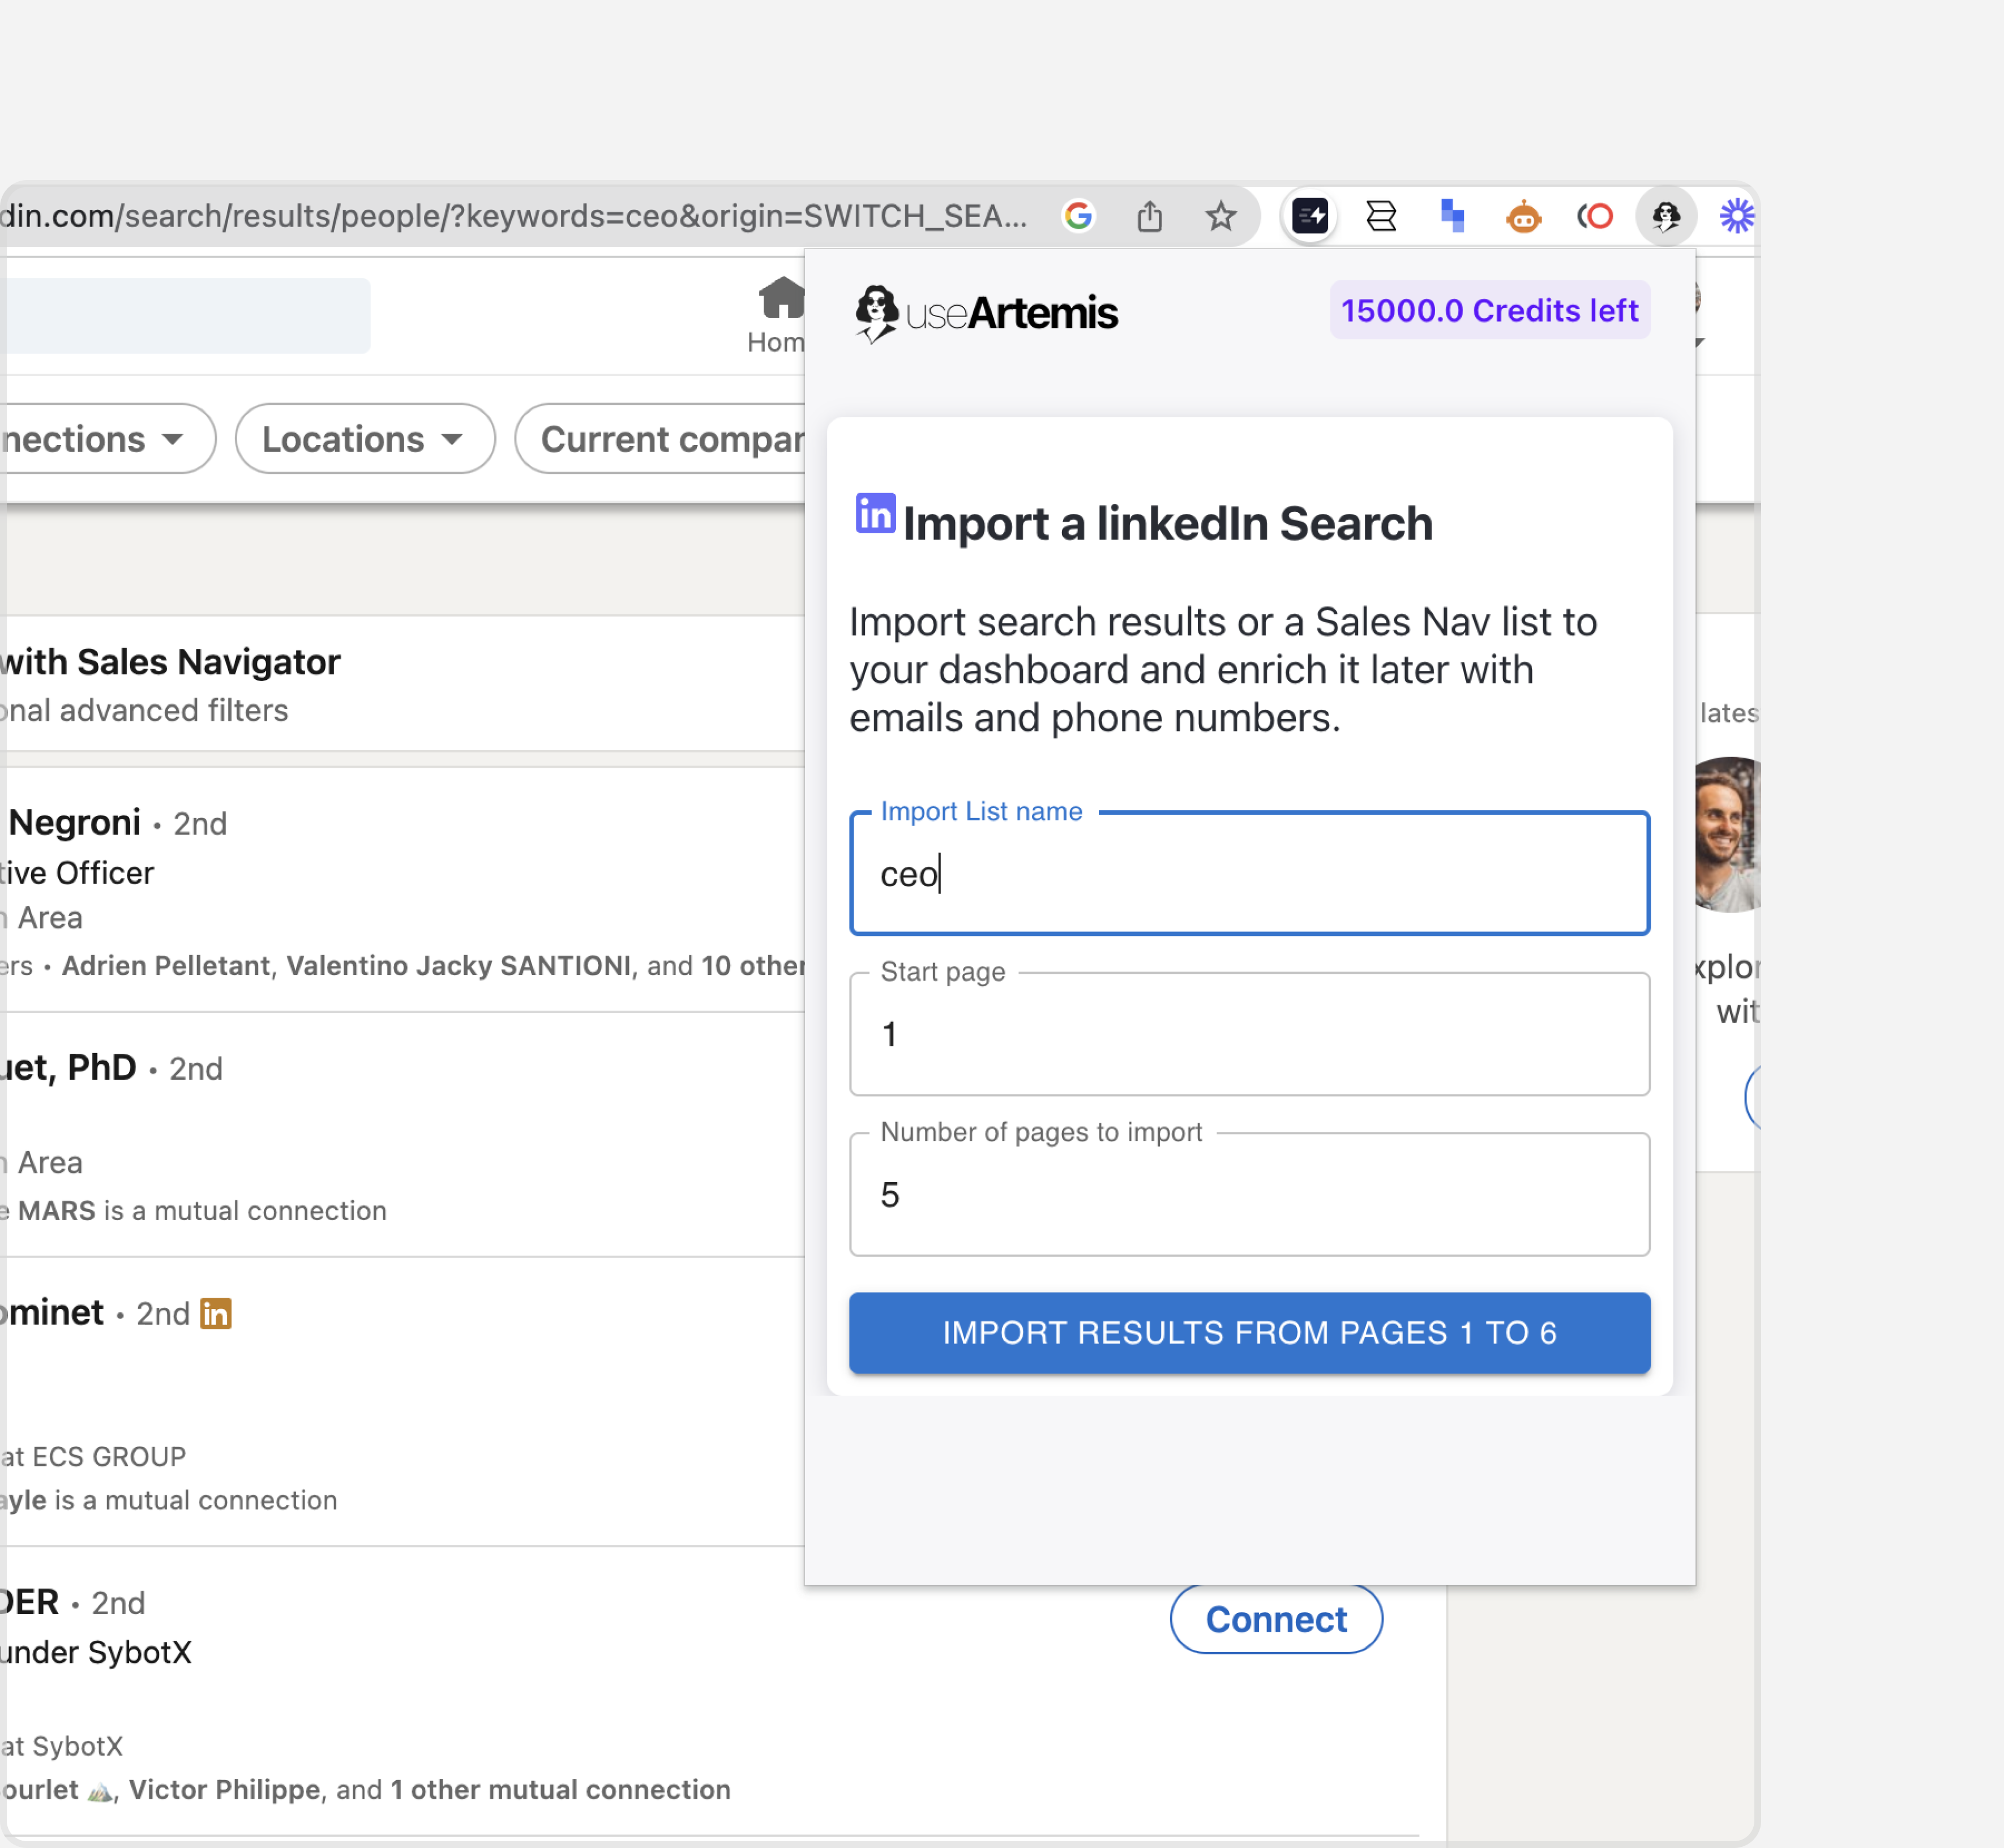 din.com/search/results/people/?keywords=ceo&origin=SWITCH_SEA...
useArtemis
15000.0 Credits left
Hom
nections
Locations
Current compar
Import a linkedIn Search
Import search results or a Sales Nav list to
your dashboard and enrich it later with
emails and phone numbers.
Import List name
ceo
Start page
1
Number of pages to import
5
IMPORT RESULTS FROM PAGES 1 TO 6
with Sales Navigator
onal advanced filters
Negroni • 2nd
tive Officer
n Area
ers • Adrien Pelletant, Valentino Jacky SANTIONI, and 10 other
uet, PhD • 2nd
n Area
e MARS is a mutual connection
ominet • 2nd in
at ECS GROUP
ayle is a mutual connection
DER • 2nd
under SybotX
Connect
at SybotX
ourlet ⛰️, Victor Philippe, and 1 other mutual connection
lates
xplor
wit